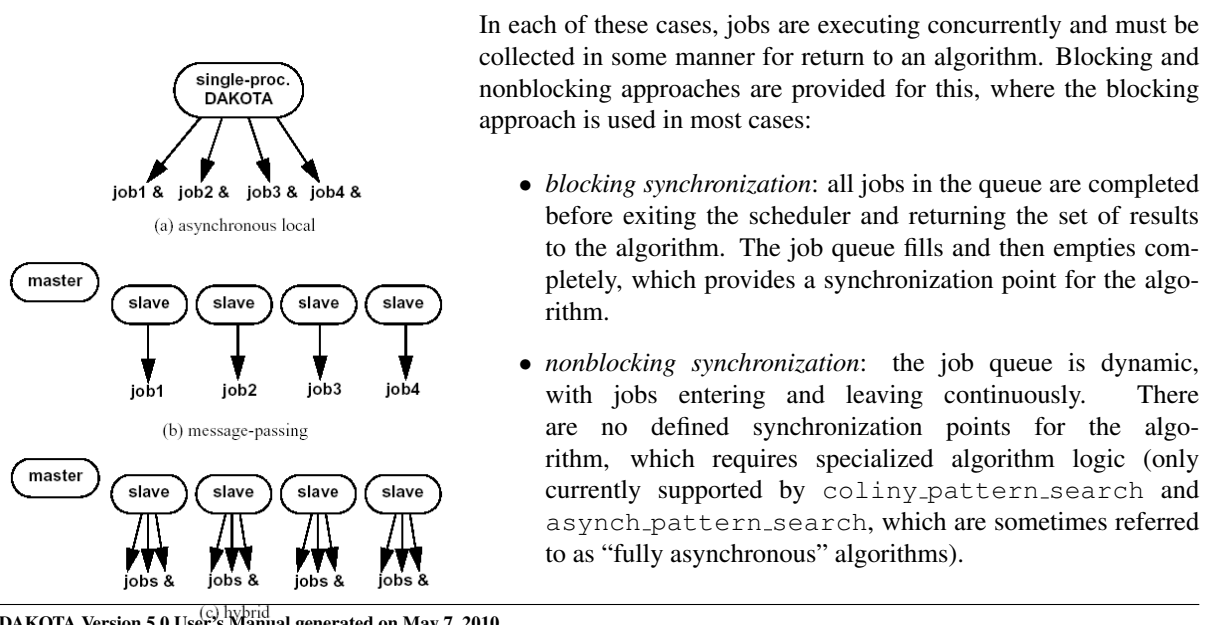 single-proc.
DAKOTA
job1 & job2 & job3 & job4 &
(a) asynchronous local
master
slave slave slave slave
job1 job2 job3 job4
(b) message-passing
master
slave slave slave slave
jobs & jobs & jobs & jobs &
(c) hybrid
In each of these cases, jobs are executing concurrently and must be
collected in some manner for return to an algorithm. Blocking and
nonblocking approaches are provided for this, where the blocking
approach is used in most cases:
• blocking synchronization: all jobs in the queue are completed
before exiting the scheduler and returning the set of results
to the algorithm. The job queue fills and then empties com-
pletely, which provides a synchronization point for the algo-
rithm.
• nonblocking synchronization: the job queue is dynamic,
with jobs entering and leaving continuously. There
are no defined synchronization points for the algo-
rithm, which requires specialized algorithm logic (only
currently supported by coliny_pattern_search and
asynch_pattern_search, which are sometimes referred
to as “fully asynchronous” algorithms).
DAKOTA Version 5.0 User's Manual generated on May 7, 2010